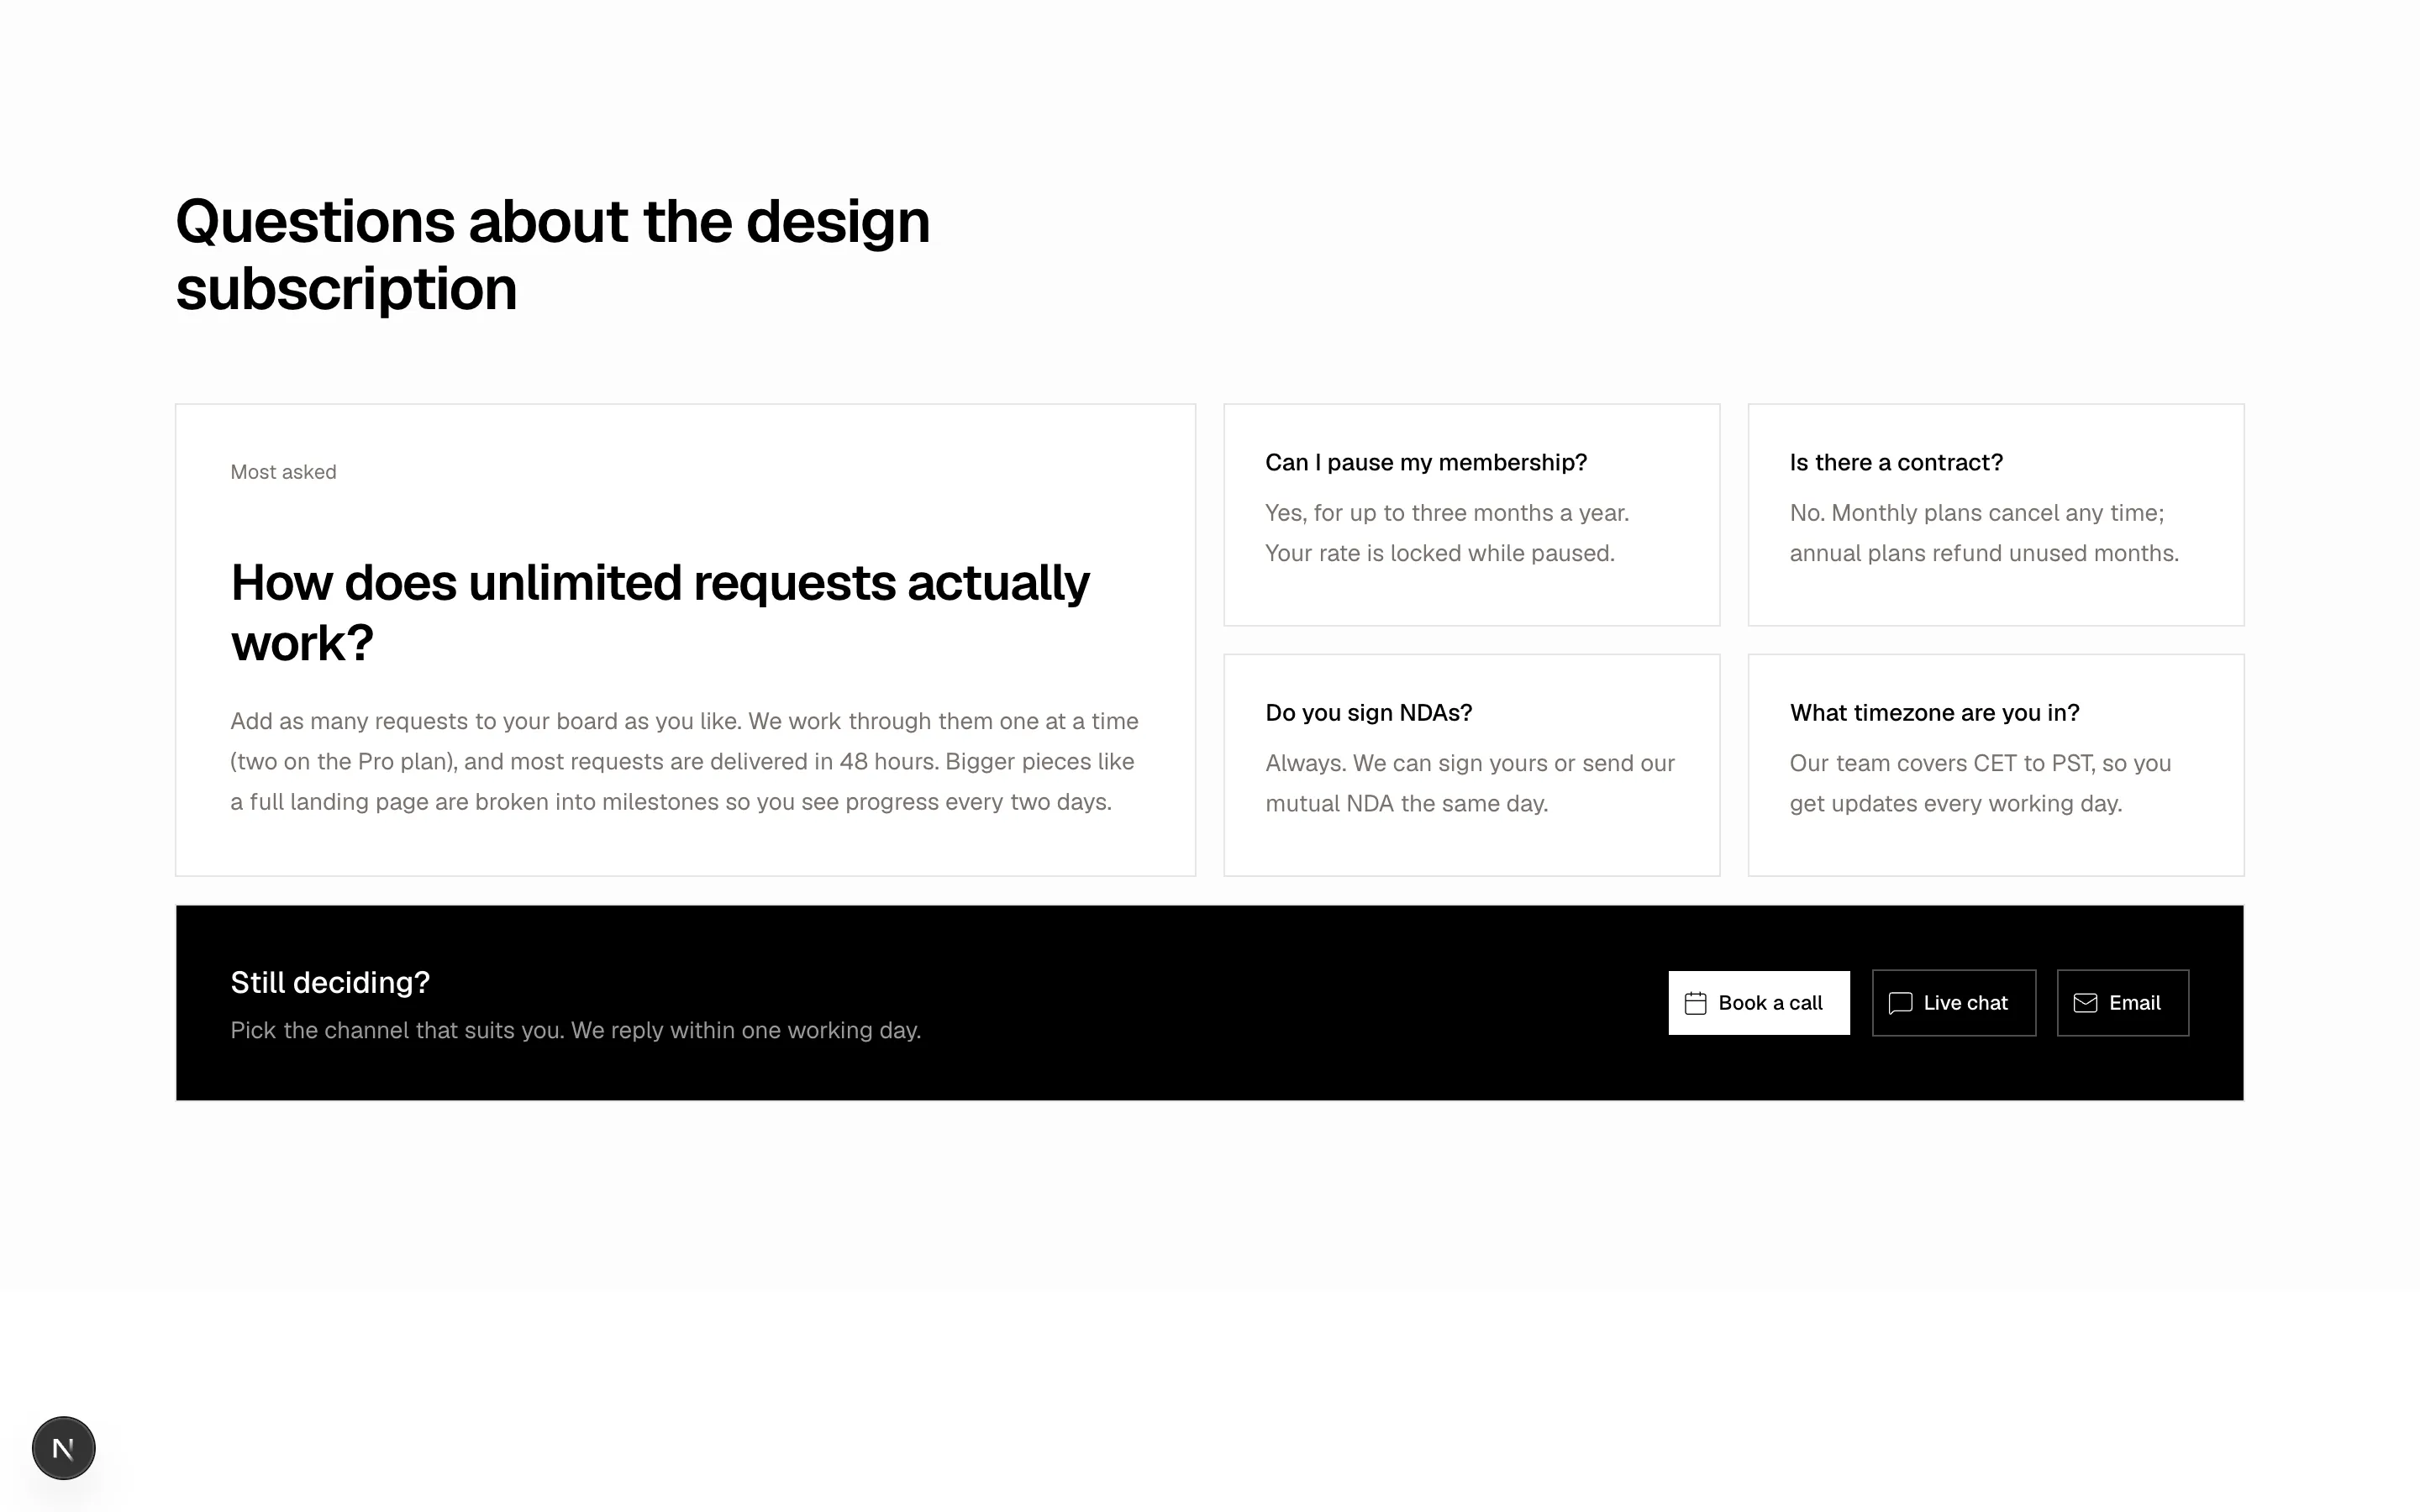 Questions about the design
subscription
Most asked
How does unlimited requests actually
work?
Add as many requests to your board as you like. We work through them one at a time
(two on the Pro plan), and most requests are delivered in 48 hours. Bigger pieces like
a full landing page are broken into milestones so you see progress every two days.
Can I pause my membership?
Yes, for up to three months a year.
Your rate is locked while paused.
Is there a contract?
No. Monthly plans cancel any time;
annual plans refund unused months.
Do you sign NDAs?
Always. We can sign yours or send our
mutual NDA the same day.
What timezone are you in?
Our team covers CET to PST, so you
get updates every working day.
Still deciding?
Pick the channel that suits you. We reply within one working day.
Book a call
Live chat
Email
N